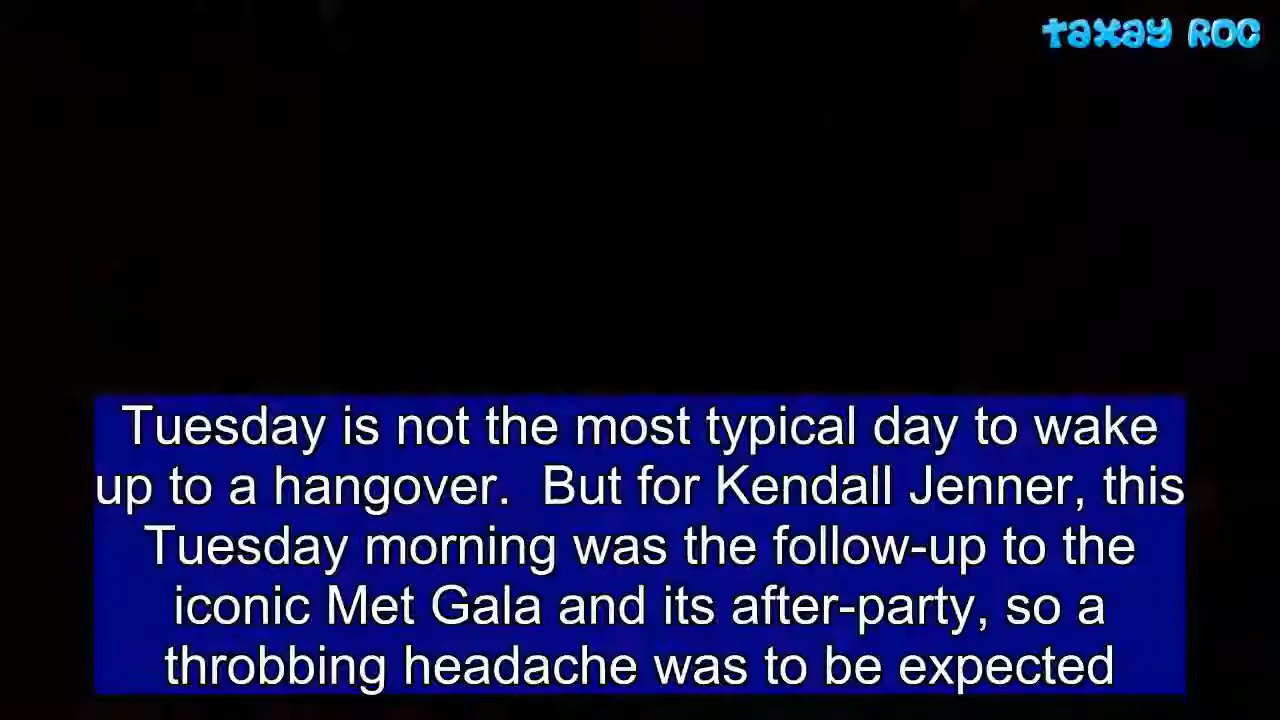 taxay ROC
Tuesday is not the most typical day to wake
up to a hangover.  But for Kendall Jenner, this
Tuesday morning was the follow-up to the
iconic Met Gala and its after-party, so a
throbbing headache was to be expected